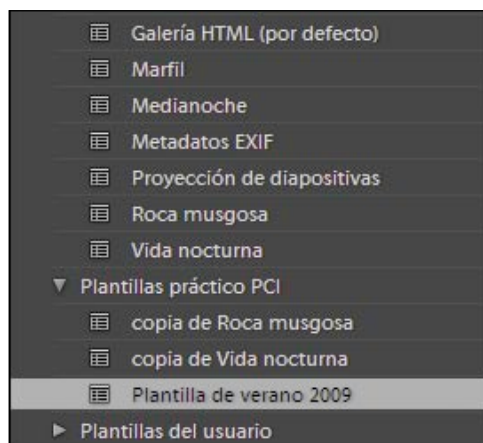 Galería HTML (por defecto)
Marfil
Medianoche
Metadatos EXIF
Proyección de diapositivas
Roca musgosa
Vida nocturna
Plantillas práctico PCI
copia de Roca musgosa
copia de Vida nocturna
Plantilla de verano 2009
Plantillas del usuario